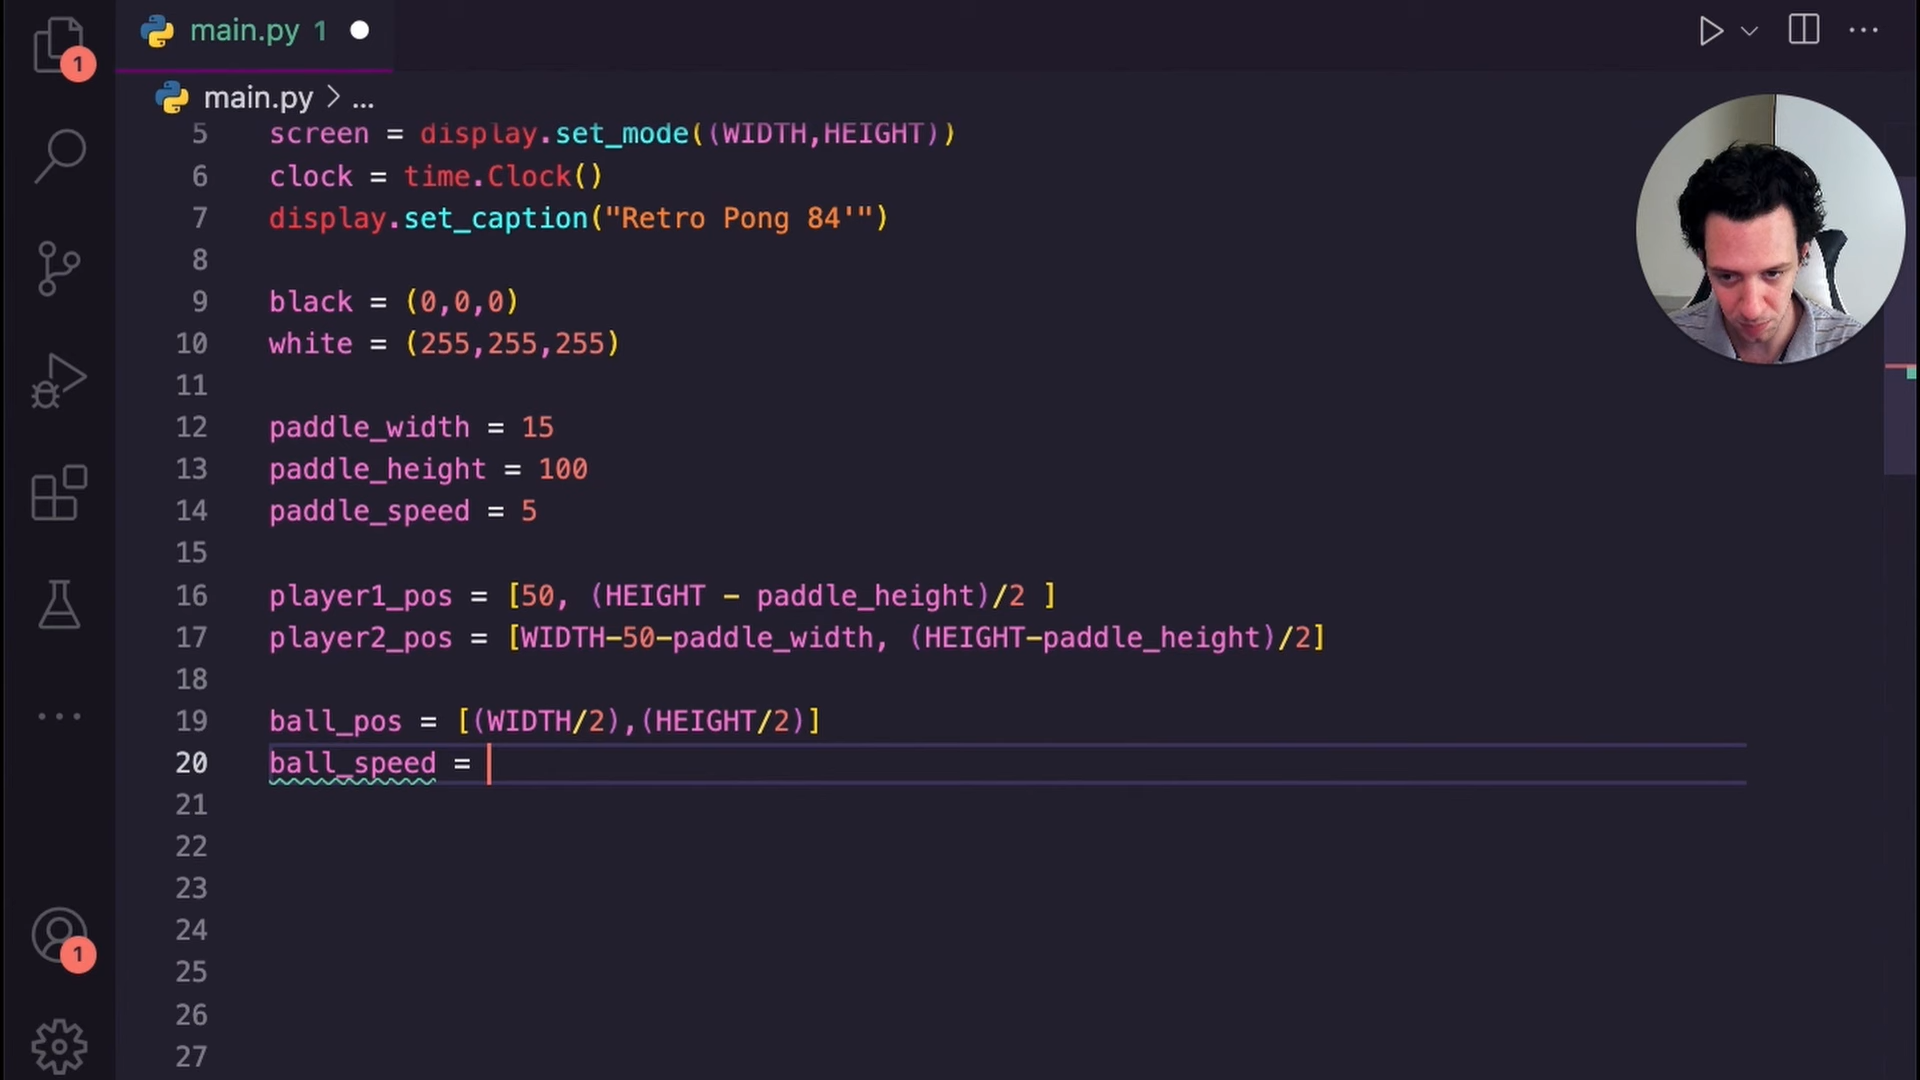 main.py 1
1
main.py > ...
5 screen = display.set_mode((WIDTH,HEIGHT))
6 clock = time.Clock()
7 display.set_caption("Retro Pong 84'")
8
9 black = (0,0,0)
10 white = (255,255,255)
11
12 paddle_width = 15
13 paddle_height = 100
14 paddle_speed = 5
15
16 player1_pos = [50, (HEIGHT - paddle_height)/2 ]
17 player2_pos = [WIDTH-50-paddle_width, (HEIGHT-paddle_height)/2]
18
19 ball_pos = [(WIDTH/2),(HEIGHT/2)]
20 ball_speed =
21
22
23
24
1
25
26
27